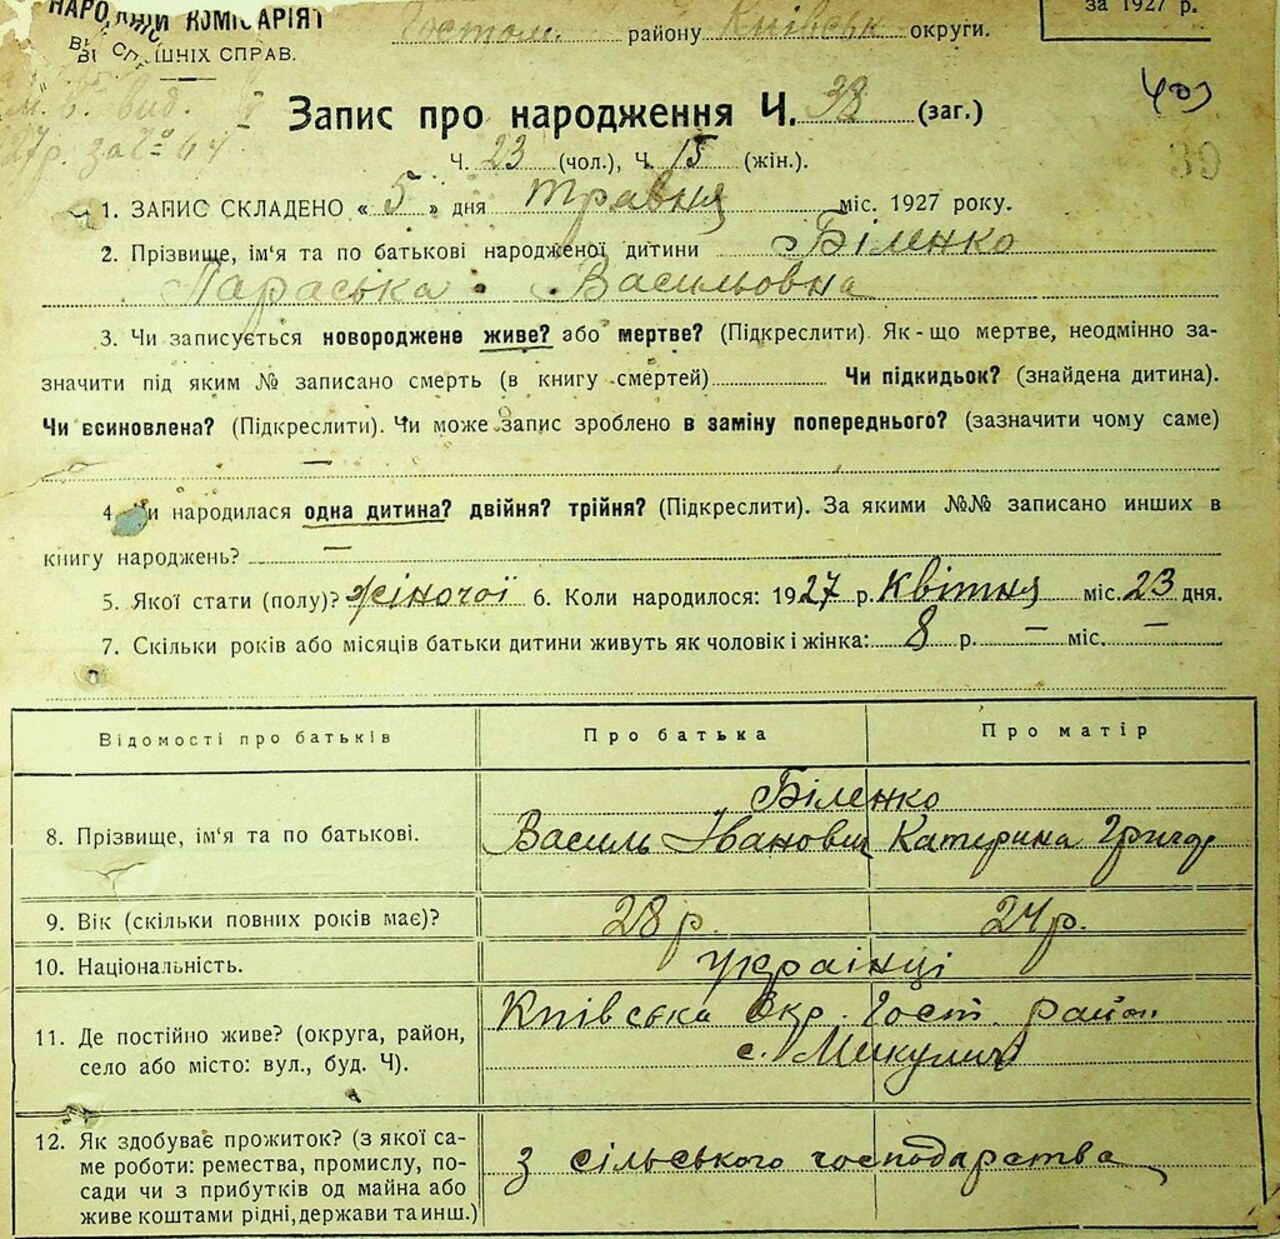 НАРОДНІЙ КОМІСАРІЯТ
ВНУТРІШНІХ СПРАВ.
Гостом. району Київськ округи.
за 1927 р.
Запис про народження Ч. 38 (заг.)
403
39
Ч. 23 (чол.), Ч. 15 (жін.).
1. ЗАПИС СКЛАДЕНО « 5 » дня травня міс. 1927 року.
2. Прізвище, ім'я та по батькові народженої дитини Біленко
Параська Васильовна
3. Чи записується новороджене живе? або мертве? (Підкреслити). Як-що мертве, неодмінно за-
значити під яким № записано смерть (в книгу смертей) Чи підкидьок? (знайдена дитина).
Чи всиновлена? (Підкреслити). Чи може запис зроблено в заміну попереднього? (зазначити чому саме)
—
4. Чи народилася одна дитина? двійня? трійня? (Підкреслити). За якими №№ записано инших в
книгу народжень? —
5. Якої стати (полу)? жіночої 6. Коли народилося: 1927 р. квітня міс. 23 дня.
7. Скільки років або місяців батьки дитини живуть як чоловік і жінка: 8 р. — міс. —
Відомості про батьків Про батька Про матір
Біленко
8. Прізвище, ім'я та по батькові. Василь Іванович Катерина Григор
9. Вік (скільки повних років має)? 28 р. 24 р.
10. Національність. українці
11. Де постійно живе? (округа, район,
село або місто: вул., буд. Ч).
Київська Окр. Гост. район
с. Микуличі
12. Як здобуває прожиток? (з якої са-
ме роботи: ремества, промислу, по-
сади чи з прибутків од майна або
живе коштами рідні, держави та инш.)
З сільського господарства